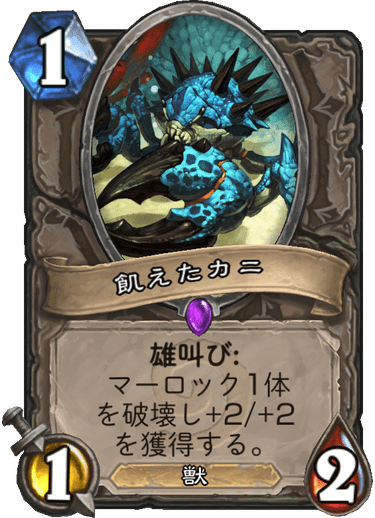 1
飢えたカニ
雄叫び:
マーロック1体
を破壊し+2/+2
を獲得する。
獣
1
2